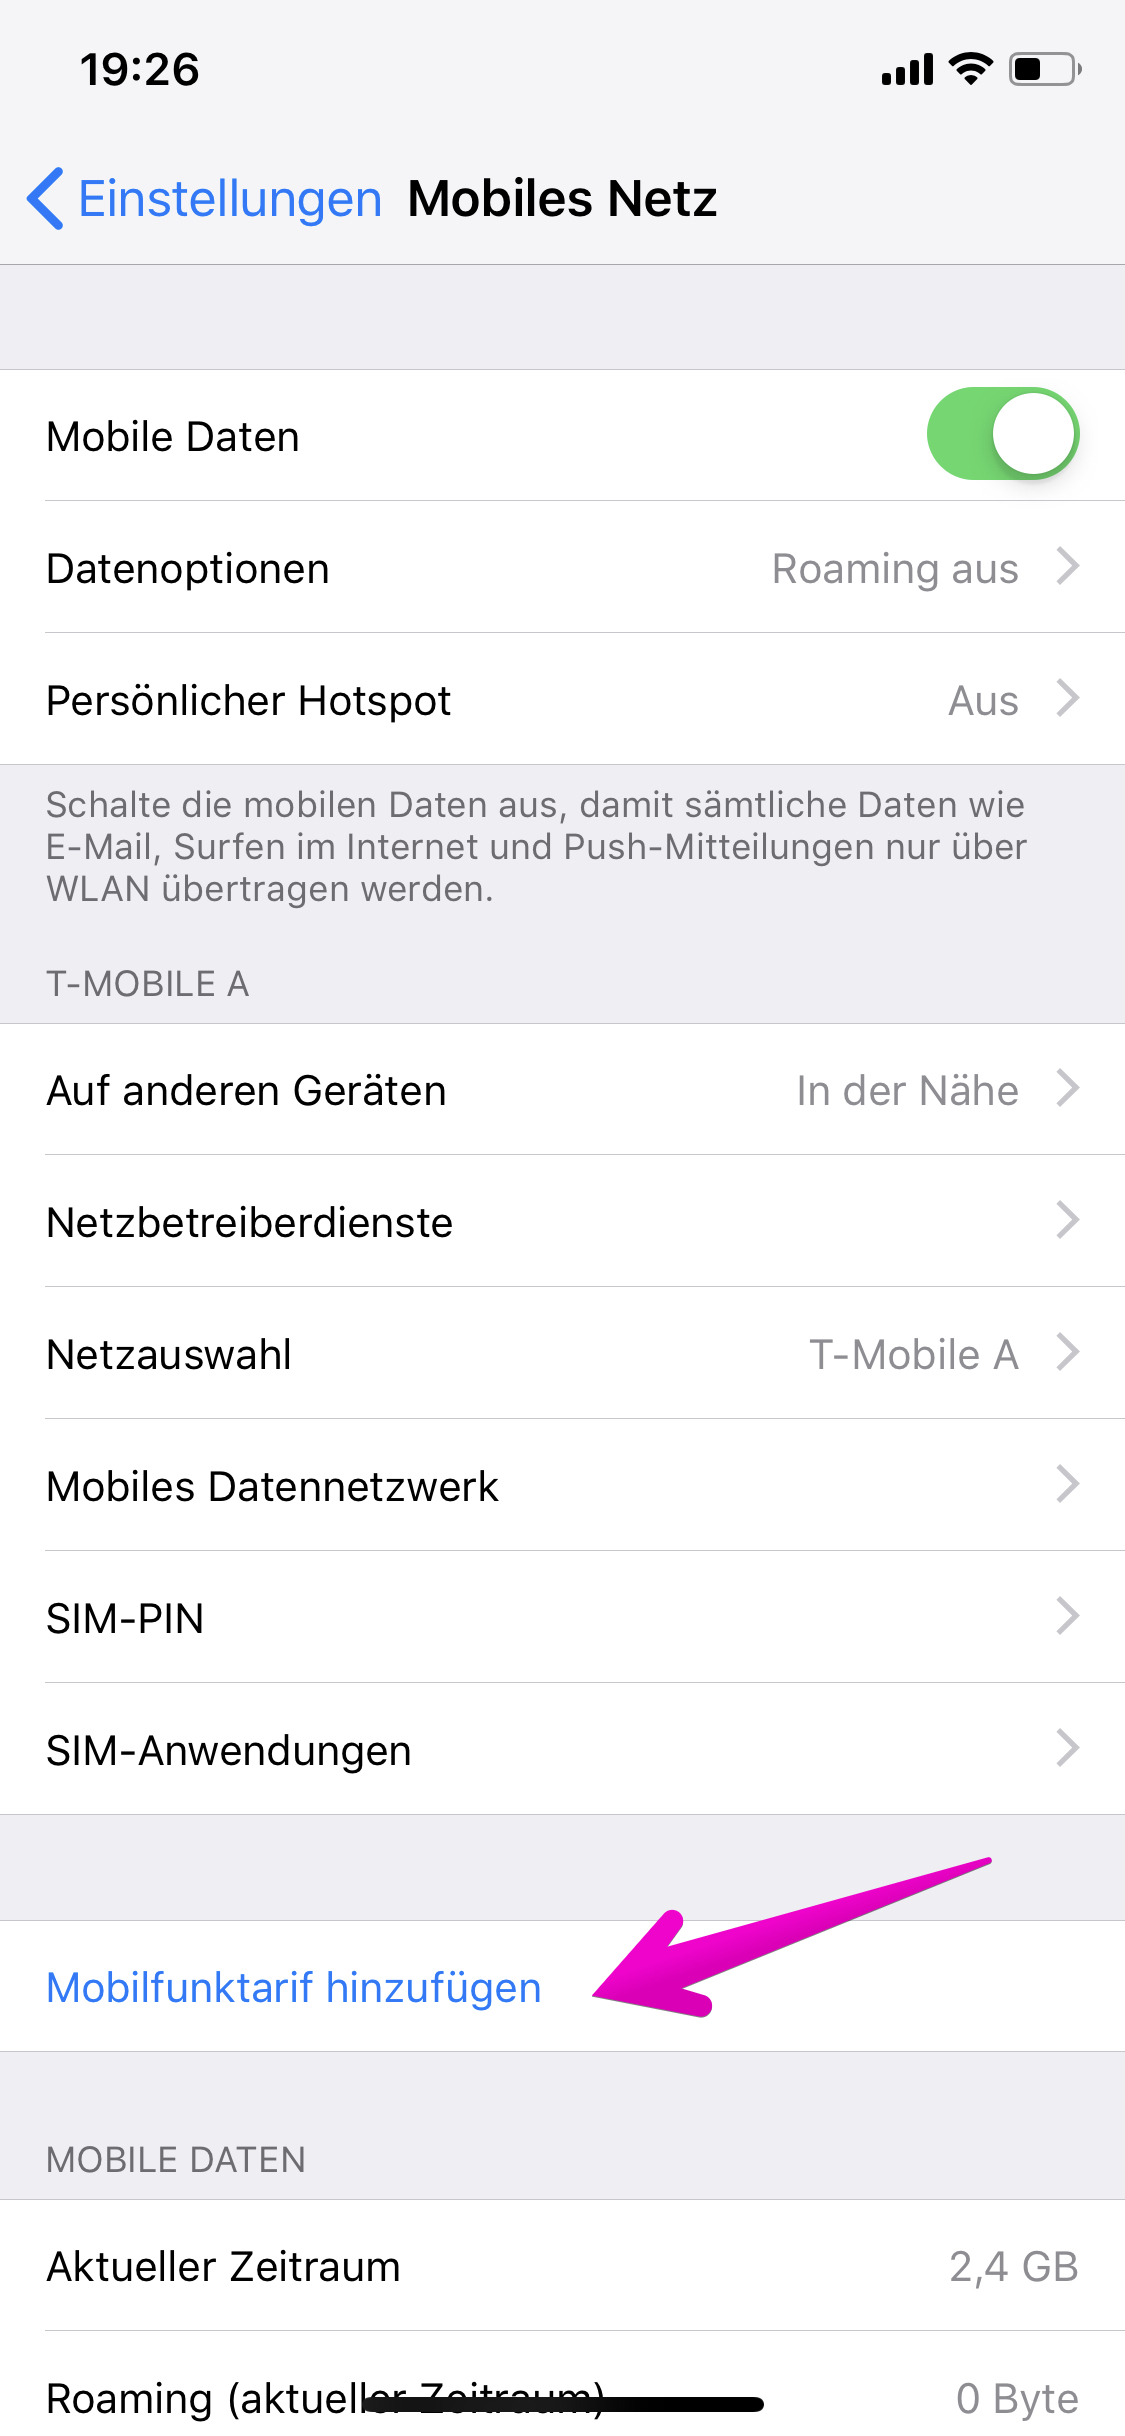 19:26
Einstellungen Mobiles Netz
Mobile Daten
Datenoptionen Roaming aus
Persönlicher Hotspot Aus
Schalte die mobilen Daten aus, damit sämtliche Daten wie
E-Mail, Surfen im Internet und Push-Mitteilungen nur über
WLAN übertragen werden.
T-MOBILE A
Auf anderen Geräten In der Nähe
Netzbetreiberdienste
Netzauswahl T-Mobile A
Mobiles Datennetzwerk
SIM-PIN
SIM-Anwendungen
Mobilfunktarif hinzufügen
MOBILE DATEN
Aktueller Zeitraum 2,4 GB
Roaming (aktueller Zeitraum) 0 Byte